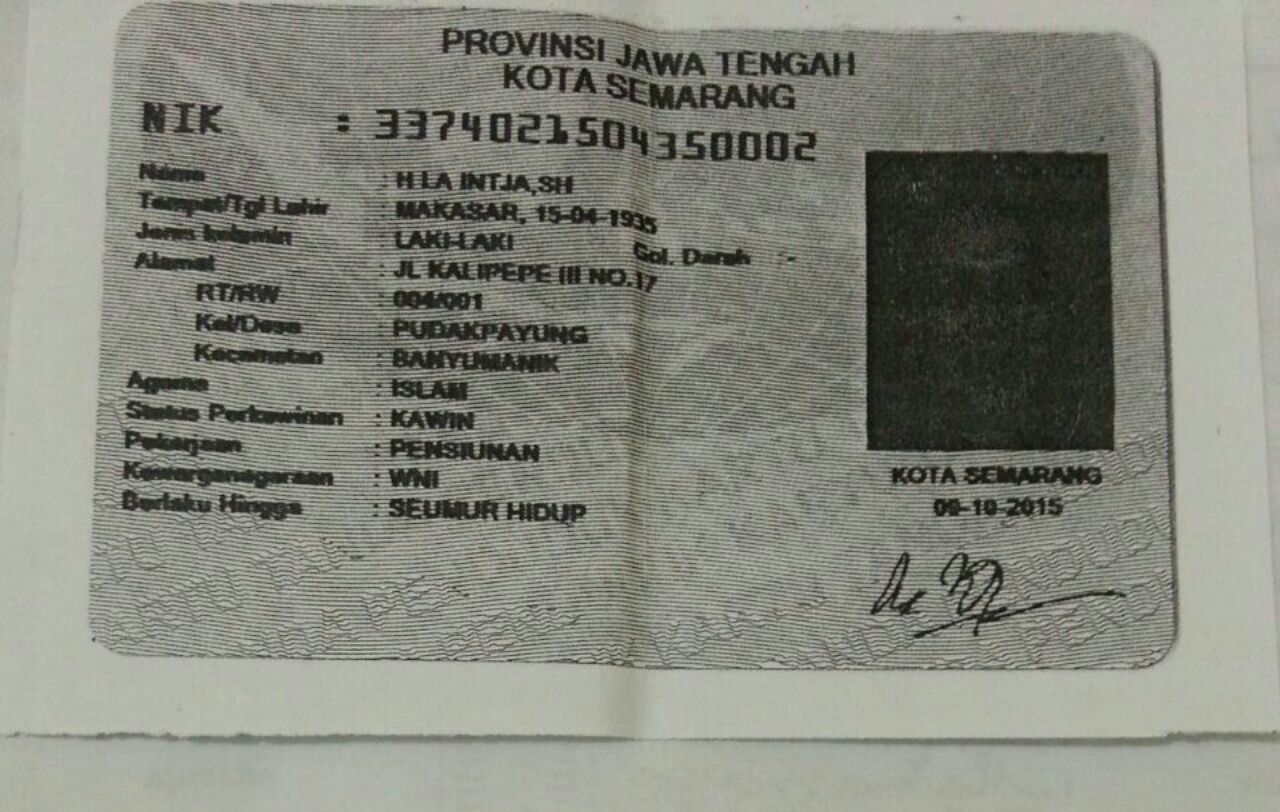 PROVINSI JAWA TENGAH
KOTA SEMARANG
NIK : 3374021504350002
Nama : H.LA INTJA,SH
Tempat/Tgl Lahir : MAKASAR, 15-04-1935
Jenis kelamin : LAKI-LAKI Gol. Darah : -
Alamat : JL KALIPEPE III NO.17
RT/RW : 004/001
Kel/Desa : PUDAKPAYUNG
Kecamatan : BANYUMANIK
Agama : ISLAM
Status Perkawinan : KAWIN
Pekerjaan : PENSIUNAN
Kewarganegaraan : WNI
Berlaku Hingga : SEUMUR HIDUP
KOTA SEMARANG
09-10-2015